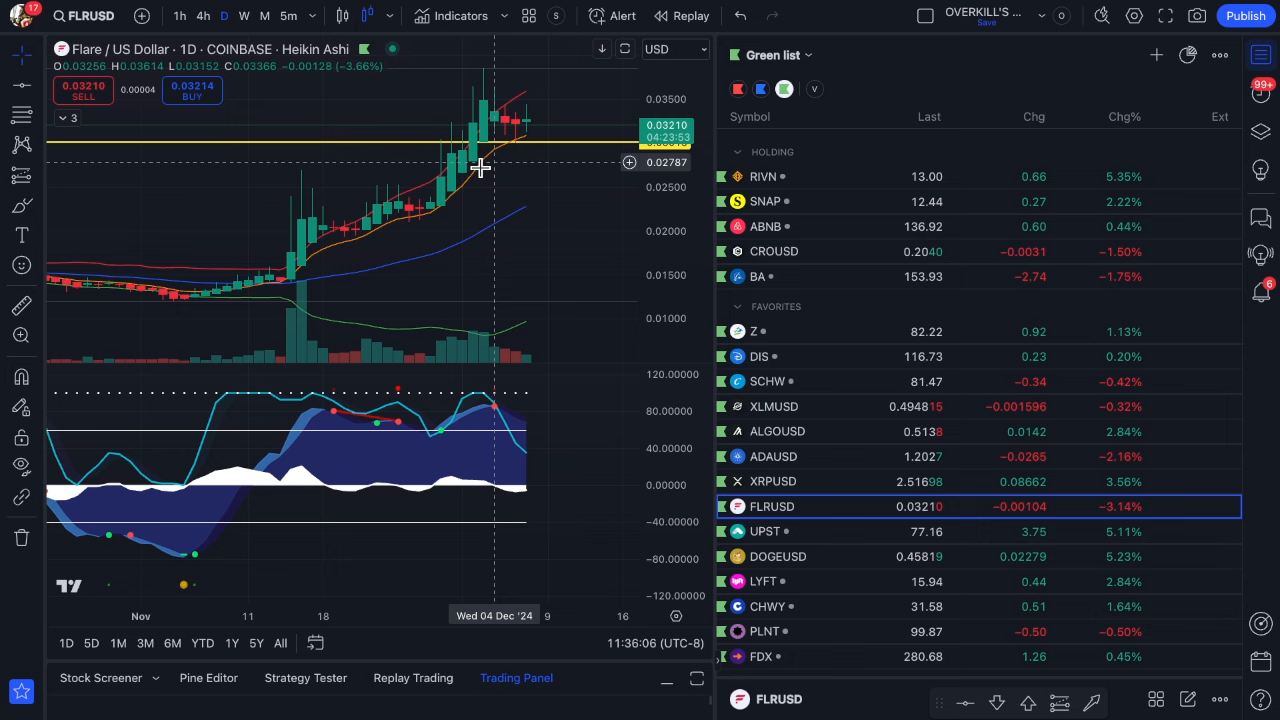 17
FLRUSD
1h 4h D W M 5m
Indicators
S
Alert
Replay
OVERKILL'S ...
Save
O
Publish
Flare / US Dollar · 1D · COINBASE · Heikin Ashi
USD
O0.03256 H0.03614 L0.03152 C0.03366 −0.00128 (−3.66%)
0.03210
SELL
0.00004
0.03214
BUY
3
0.03500
0.03210
04:23:53
0.02787
0.02500
0.02000
0.01500
0.01000
120.00000
80.00000
40.00000
0.00000
−40.00000
−80.00000
−120.00000
Nov 11 18 Wed 04 Dec '24 9 16
1D 5D 1M 3M 6M YTD 1Y 5Y All
11:36:06 (UTC-8)
Stock Screener Pine Editor Strategy Tester Replay Trading Trading Panel
Green list
V
Symbol Last Chg Chg% Ext
HOLDING
RIVN 13.00 0.66 5.35%
SNAP 12.44 0.27 2.22%
ABNB 136.92 0.60 0.44%
CROUSD 0.2040 −0.0031 −1.50%
BA 153.93 −2.74 −1.75%
FAVORITES
Z 82.22 0.92 1.13%
DIS 116.73 0.23 0.20%
SCHW 81.47 −0.34 −0.42%
XLMUSD 0.494815 −0.001596 −0.32%
ALGOUSD 0.5138 0.0142 2.84%
ADAUSD 1.2027 −0.0265 −2.16%
XRPUSD 2.51698 0.08662 3.56%
FLRUSD 0.03210 −0.00104 −3.14%
UPST 77.16 3.75 5.11%
DOGEUSD 0.45819 0.02279 5.23%
LYFT 15.94 0.44 2.84%
CHWY 31.58 0.51 1.64%
PLNT 99.87 −0.50 −0.50%
FDX 280.68 1.26 0.45%
FLRUSD
99+
6